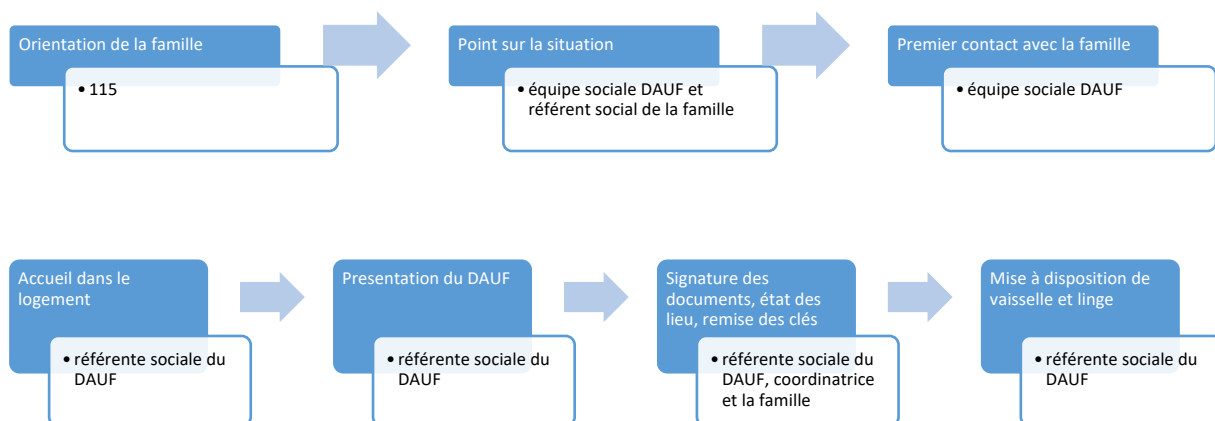 Orientation de la famille
• 115
Point sur la situation
• équipe sociale DAUF et
référent social de la famille
Premier contact avec la famille
• équipe sociale DAUF
Accueil dans le
logement
• référente sociale du
DAUF
Presentation du DAUF
• référente sociale du
DAUF
Signature des
documents, état des
lieu, remise des clés
• référente sociale du
DAUF, coordinatrice
et la famille
Mise à disposition de
vaisselle et linge
• référente sociale du
DAUF